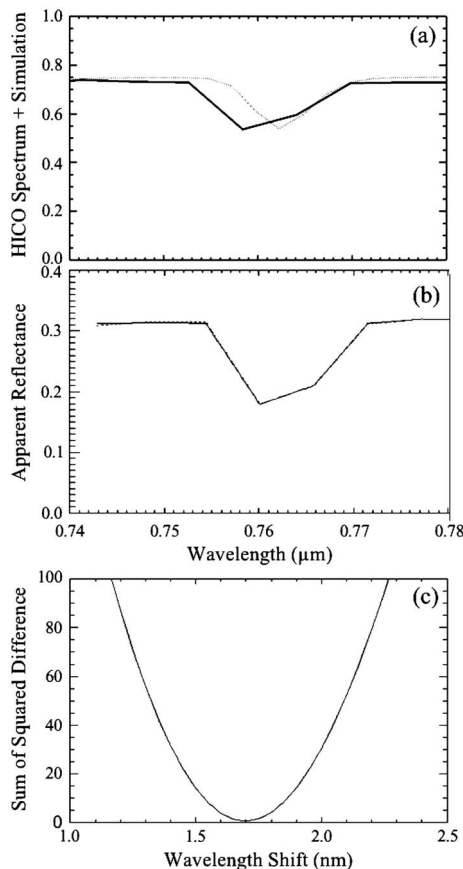 (a)
HICO Spectrum + Simulation
1.0
0.8
0.6
0.4
0.2
0.0
(b)
Apparent Reflectance
0.4
0.3
0.2
0.1
0.0
0.74 0.75 0.76 0.77 0.78
Wavelength (µm)
(c)
Sum of Squared Difference
100
80
60
40
20
0
1.0 1.5 2.0 2.5
Wavelength Shift (nm)